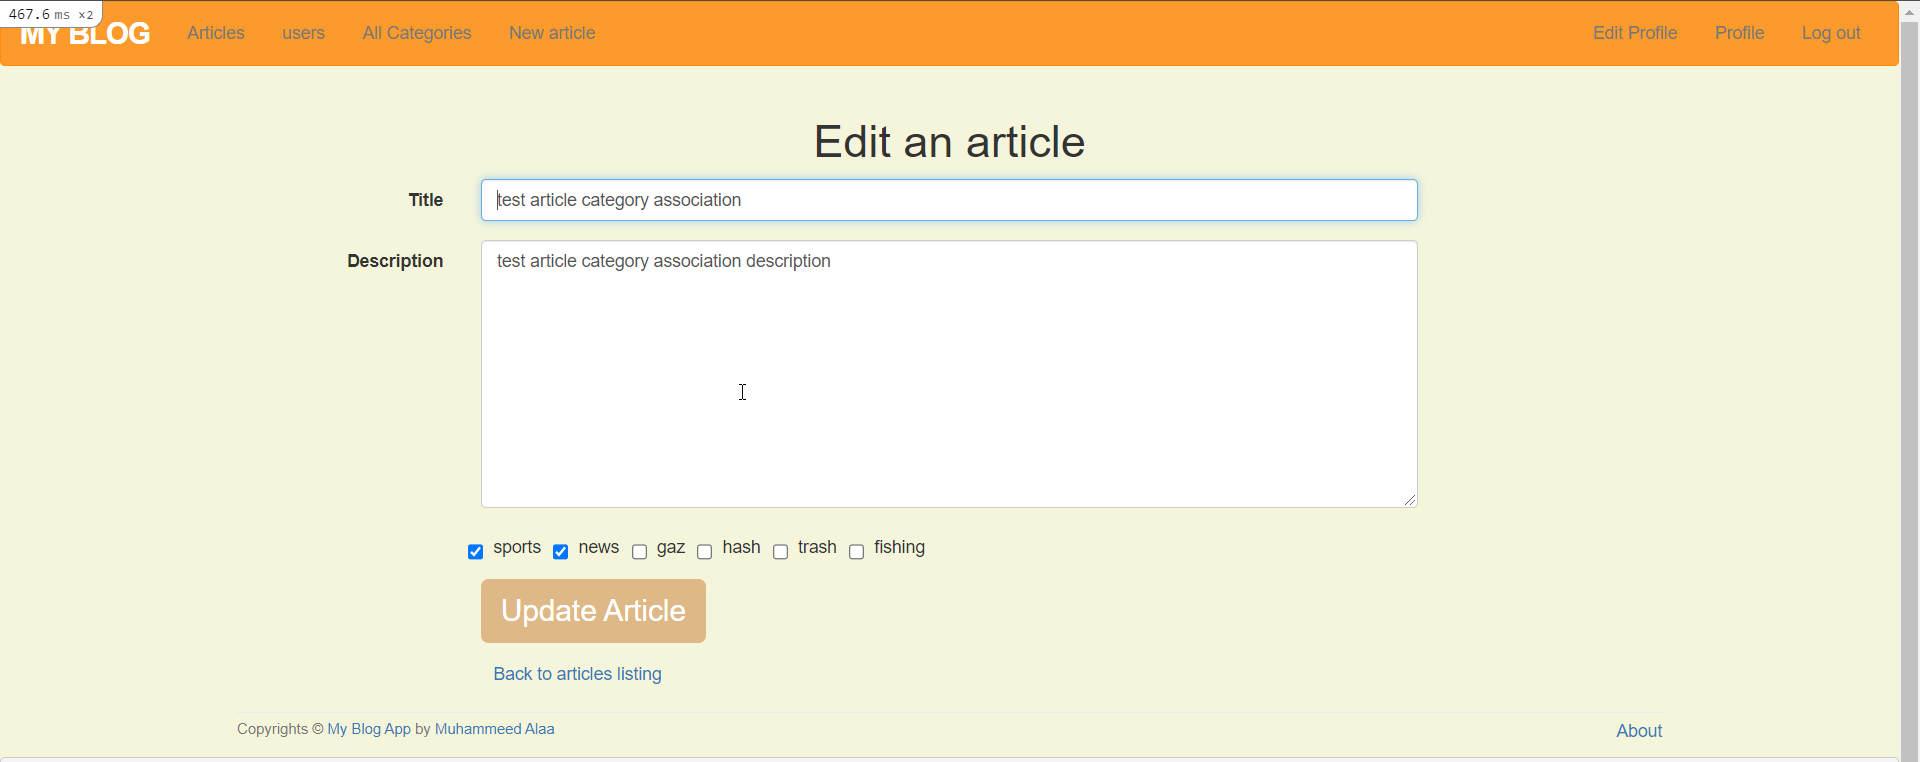 467.6 ms ×2
MY BLOG Articles users All Categories New article Edit Profile Profile Log out
Edit an article
Title test article category association
Description test article category association description
sports news gaz hash trash fishing
Update Article
Back to articles listing
Copyrights © My Blog App by Muhammeed Alaa About